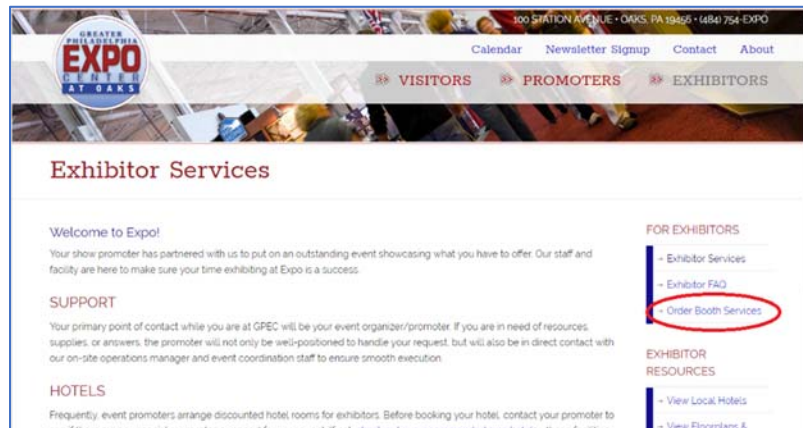 100 STATION AVENUE • OAKS, PA 19456 • (484) 754-EXPO
GREATER
PHILADELPHIA
EXPO
CENTER
AT OAKS
Calendar Newsletter Signup Contact About
VISITORS PROMOTERS EXHIBITORS
Exhibitor Services
Welcome to Expo!
Your show promoter has partnered with us to put on an outstanding event showcasing what you have to offer. Our staff and
facility are here to make sure your time exhibiting at Expo is a success.
SUPPORT
Your primary point of contact while you are at GPEC will be your event organizer/promoter. If you are in need of resources,
supplies, or answers, the promoter will not only be well-positioned to handle your request, but will also be in direct contact with
our on-site operations manager and event coordination staff to ensure smooth execution.
HOTELS
Frequently, event promoters arrange discounted hotel rooms for exhibitors. Before booking your hotel, contact your promoter to
FOR EXHIBITORS
Exhibitor Services
Exhibitor FAQ
Order Booth Services
EXHIBITOR
RESOURCES
View Local Hotels
View Floorplans &